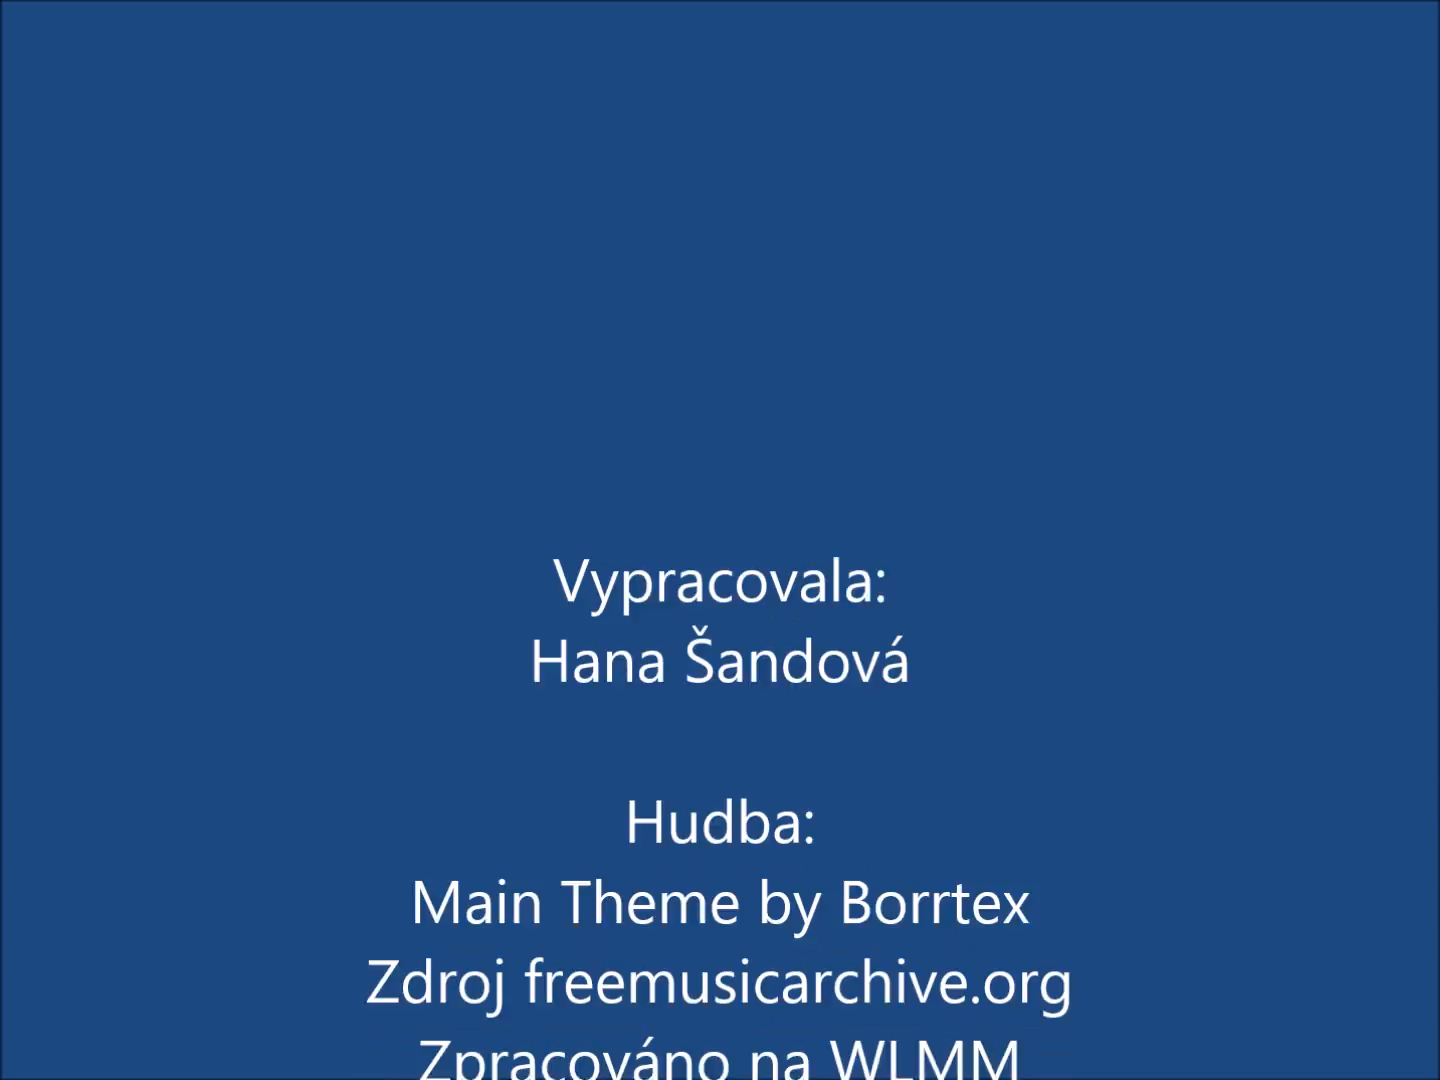 Vypracovala:
Hana Šandová
Hudba:
Main Theme by Borrtex
Zdroj freemusicarchive.org
Zpracováno na WLMM